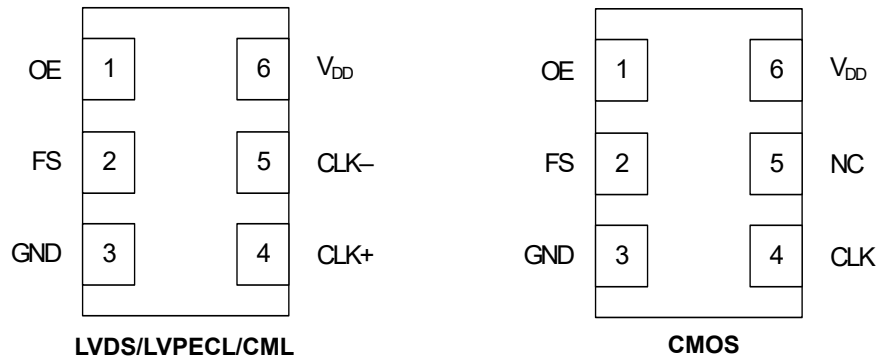 OE 1 6 VDD
FS 2 5 CLK–
GND 3 4 CLK+
LVDS/LVPECL/CML
OE 1 6 VDD
FS 2 5 NC
GND 3 4 CLK
CMOS